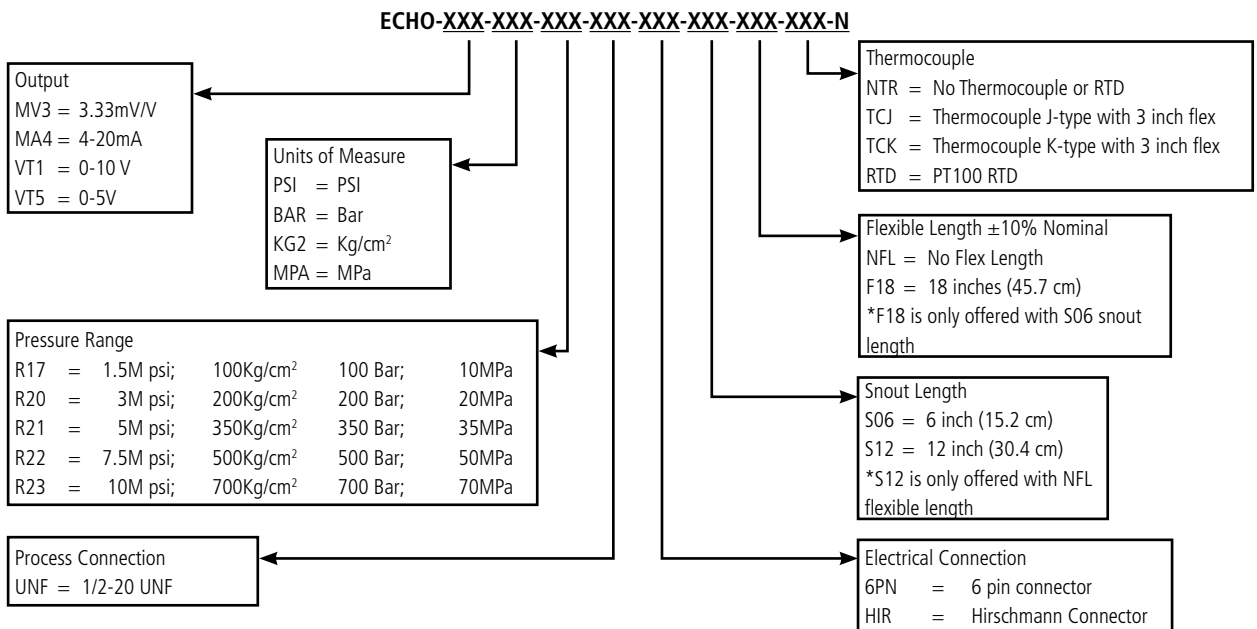 ECHO-XXX-XXX-XXX-XXX-XXX-XXX-XXX-XXX-N
Output
MV3 = 3.33mV/V
MA4 = 4-20mA
VT1 = 0-10 V
VT5 = 0-5V
Units of Measure
PSI = PSI
BAR = Bar
KG2 = Kg/cm²
MPA = MPa
Pressure Range
R17 = 1.5M psi; 100Kg/cm² 100 Bar; 10MPa
R20 = 3M psi; 200Kg/cm² 200 Bar; 20MPa
R21 = 5M psi; 350Kg/cm² 350 Bar; 35MPa
R22 = 7.5M psi; 500Kg/cm² 500 Bar; 50MPa
R23 = 10M psi; 700Kg/cm² 700 Bar; 70MPa
Process Connection
UNF = 1/2-20 UNF
Thermocouple
NTR = No Thermocouple or RTD
TCJ = Thermocouple J-type with 3 inch flex
TCK = Thermocouple K-type with 3 inch flex
RTD = PT100 RTD
Flexible Length ±10% Nominal
NFL = No Flex Length
F18 = 18 inches (45.7 cm)
*F18 is only offered with S06 snout
length
Snout Length
S06 = 6 inch (15.2 cm)
S12 = 12 inch (30.4 cm)
*S12 is only offered with NFL
flexible length
Electrical Connection
6PN = 6 pin connector
HIR = Hirschmann Connector